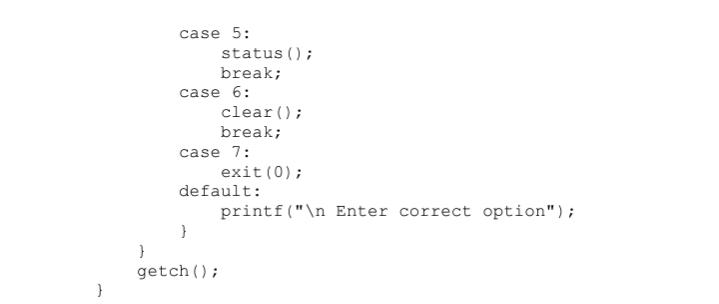 case 5:
status();
break;
case 6:
clear();
break;
case 7:
exit(0);
default:
printf("\n Enter correct option");
}
}
getch();
}